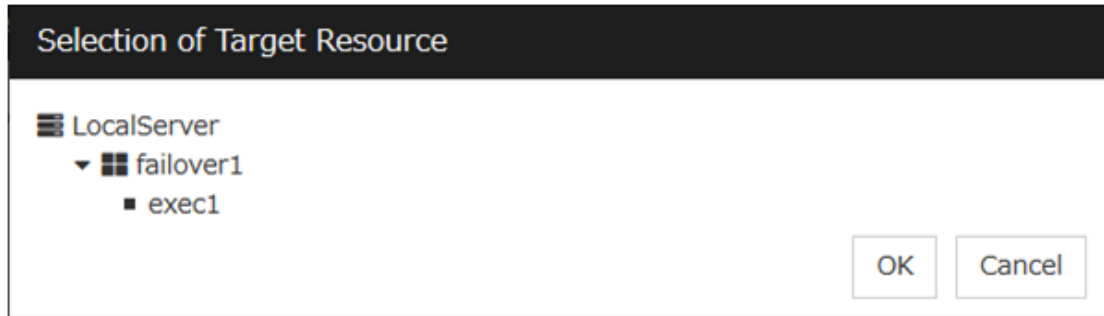 Selection of Target Resource
LocalServer
failover1
exec1
OK Cancel